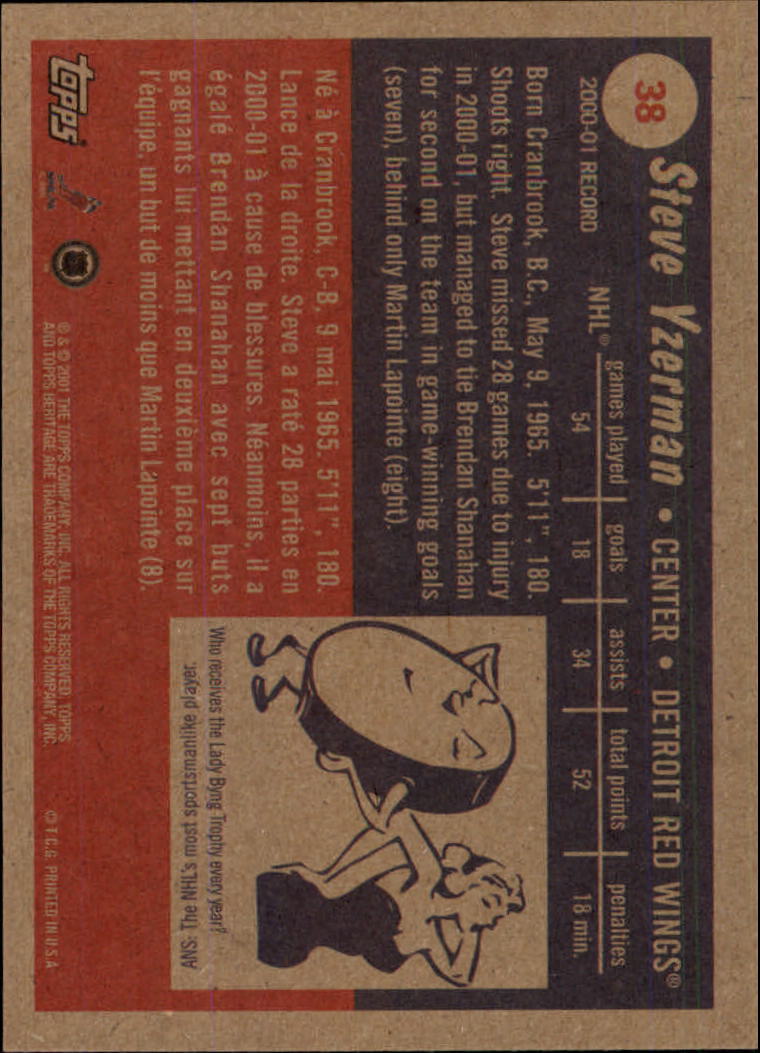 38
Steve Yzerman • CENTER • DETROIT RED WINGS®
2000-01 RECORD
games played goals assists total points penalties
NHL® 54 18 34 52 18 min.
Born Cranbrook, B.C., May 9, 1965. 5'11", 180.
Shoots right. Steve missed 28 games due to injury
in 2000-01, but managed to tie Brendan Shanahan
for second on the team in game-winning goals
(seven), behind only Martin Lapointe (eight).
Né à Cranbrook, C-B, 9 mai 1965. 5'11", 180.
Lance de la droite. Steve a raté 28 parties en
2000-01 à cause de blessures. Néanmoins, il a
égalé Brendan Shanahan avec sept buts
gagnants lui mettant en deuxième place sur
l'équipe, un but de moins que Martin Lapointe (8).
Who receives the Lady Byng Trophy every year?
ANS: The NHL's most sportsmanlike player.
topps®
® & © 2001 THE TOPPS COMPANY, INC. ALL RIGHTS RESERVED. TOPPS
AND TOPPS HERITAGE ARE TRADEMARKS OF THE TOPPS COMPANY, INC.
© T.C.G. PRINTED IN U.S.A